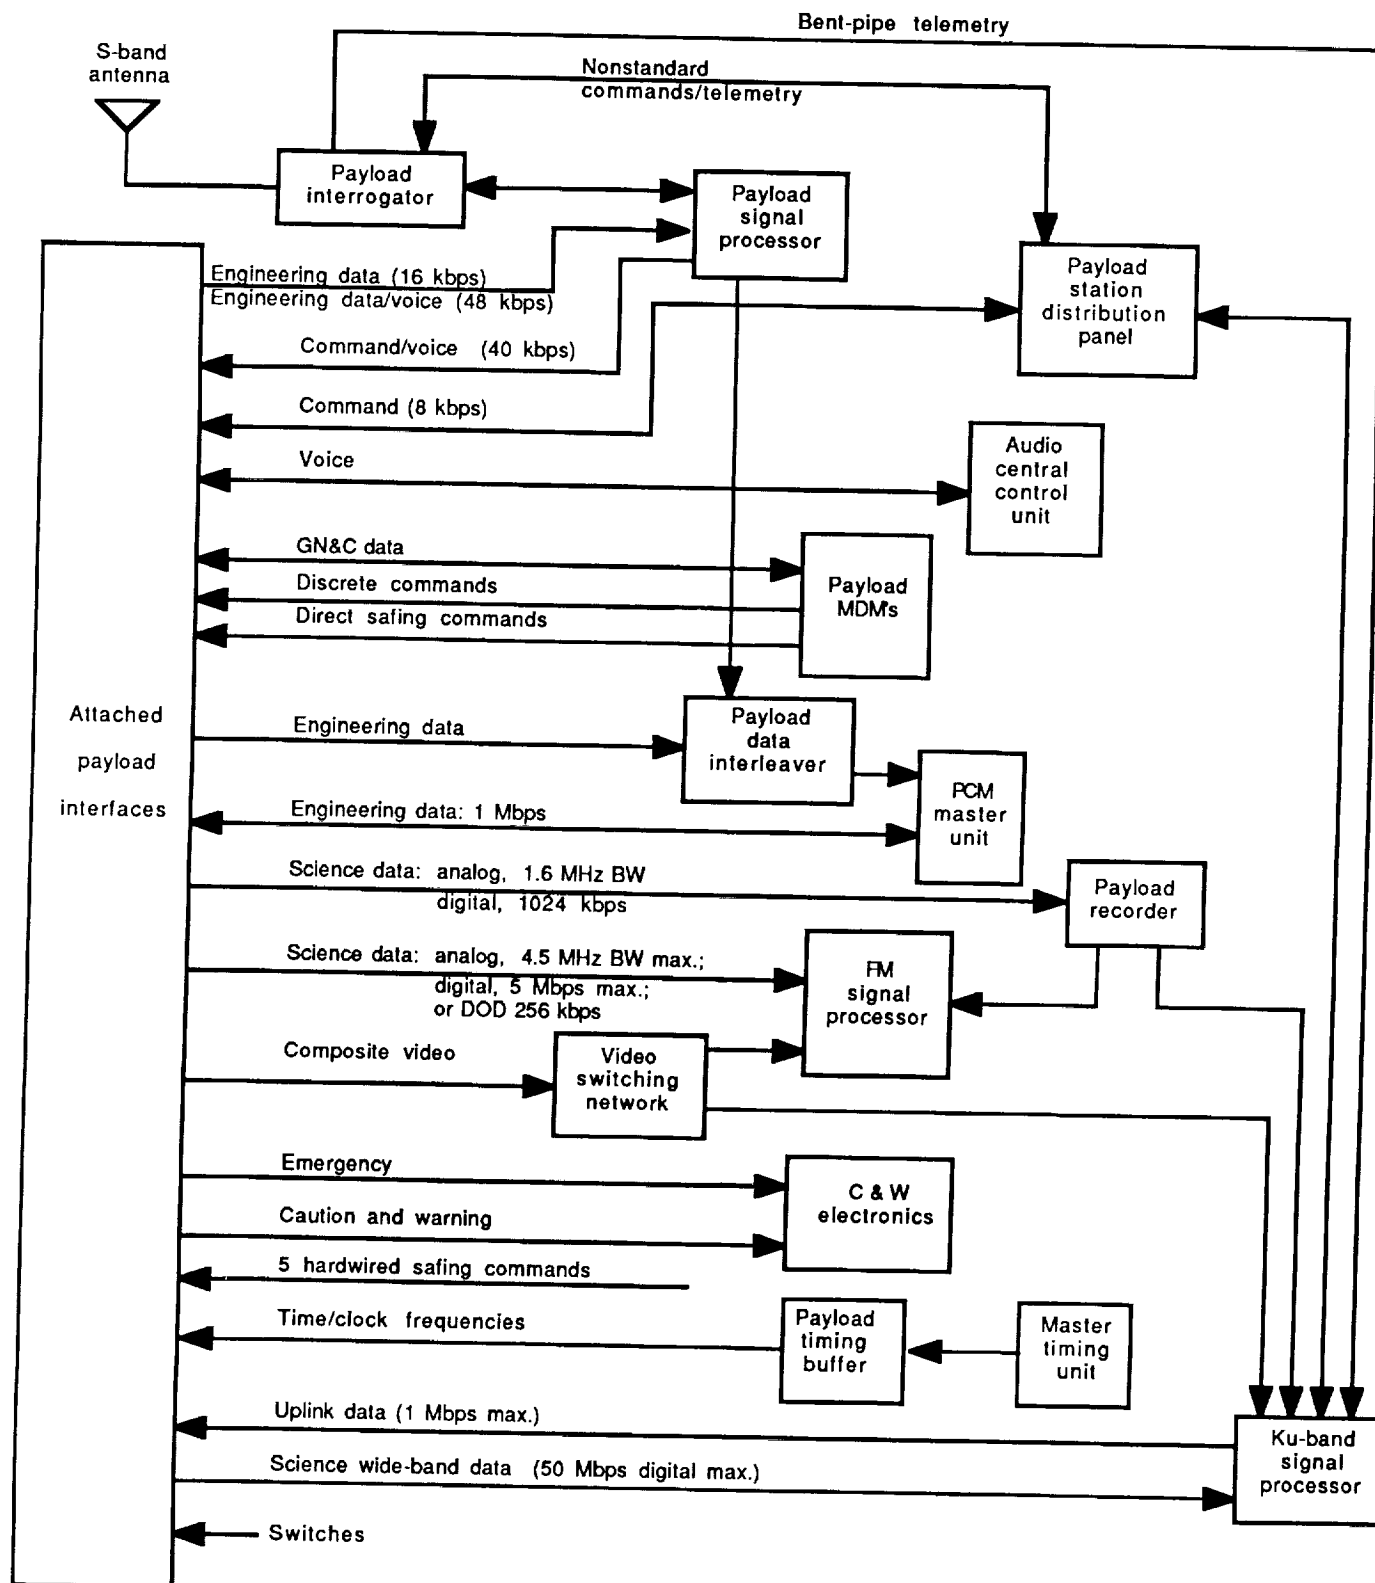 Bent-pipe telemetry
S-band
antenna
Nonstandard
commands/telemetry
Payload
interrogator
Payload
signal
processor
Engineering data (16 kbps)
Engineering data/voice (48 kbps)
Payload
station
distribution
panel
Command/voice (40 kbps)
Command (8 kbps)
Voice
Audio
central
control
unit
GN&C data
Discrete commands
Direct safing commands
Payload
MDM's
Attached
payload
interfaces
Engineering data
Payload
data
interleaver
PCM
master
unit
Engineering data: 1 Mbps
Science data: analog, 1.6 MHz BW
digital, 1024 kbps
Payload
recorder
Science data: analog, 4.5 MHz BW max.;
digital, 5 Mbps max.;
or DOD 256 kbps
FM
signal
processor
Composite video
Video
switching
network
Emergency
Caution and warning
C & W
electronics
5 hardwired safing commands
Time/clock frequencies
Payload
timing
buffer
Master
timing
unit
Uplink data (1 Mbps max.)
Science wide-band data (50 Mbps digital max.)
Ku-band
signal
processor
Switches